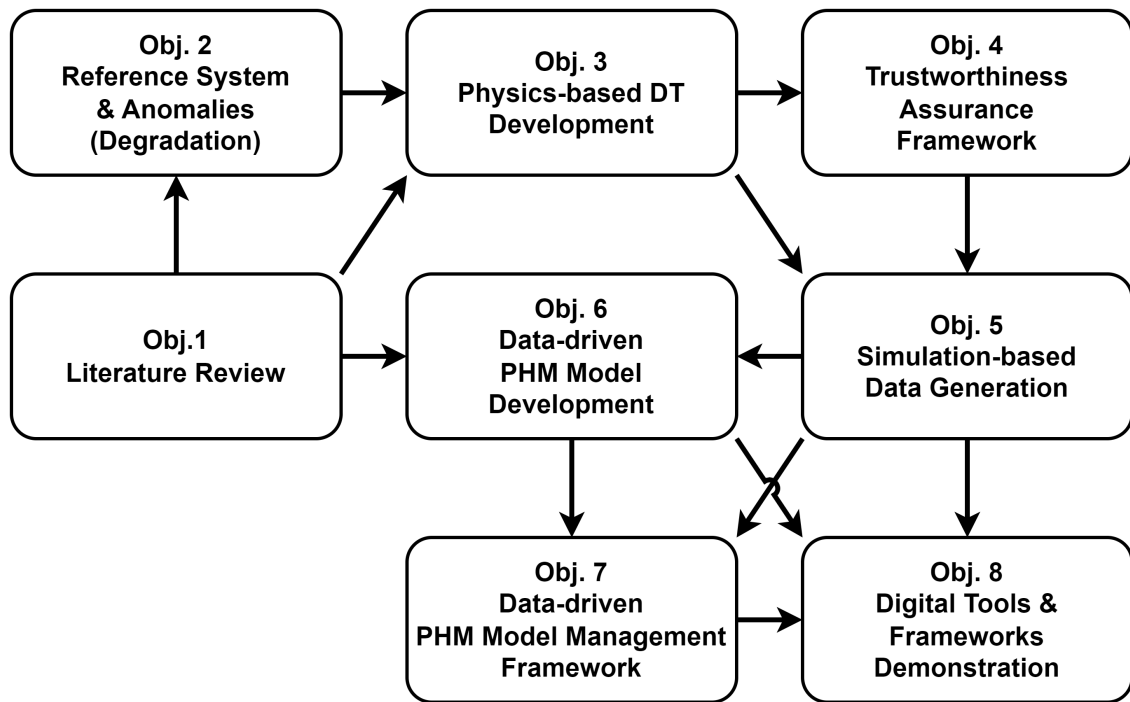 Obj. 2
Reference System
& Anomalies
(Degradation)
Obj. 3
Physics-based DT
Development
Obj. 4
Trustworthiness
Assurance
Framework
Obj.1
Literature Review
Obj. 6
Data-driven
PHM Model
Development
Obj. 5
Simulation-based
Data Generation
Obj. 7
Data-driven
PHM Model Management
Framework
Obj. 8
Digital Tools &
Frameworks
Demonstration